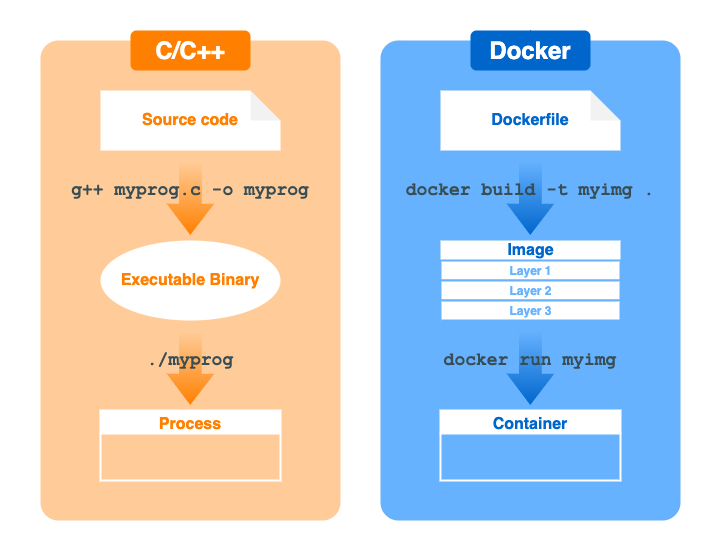 C/C++
Source code
g++ myprog.c -o myprog
Executable Binary
./myprog
Process
Docker
Dockerfile
docker build -t myimg .
Image
Layer 1
Layer 2
Layer 3
docker run myimg
Container